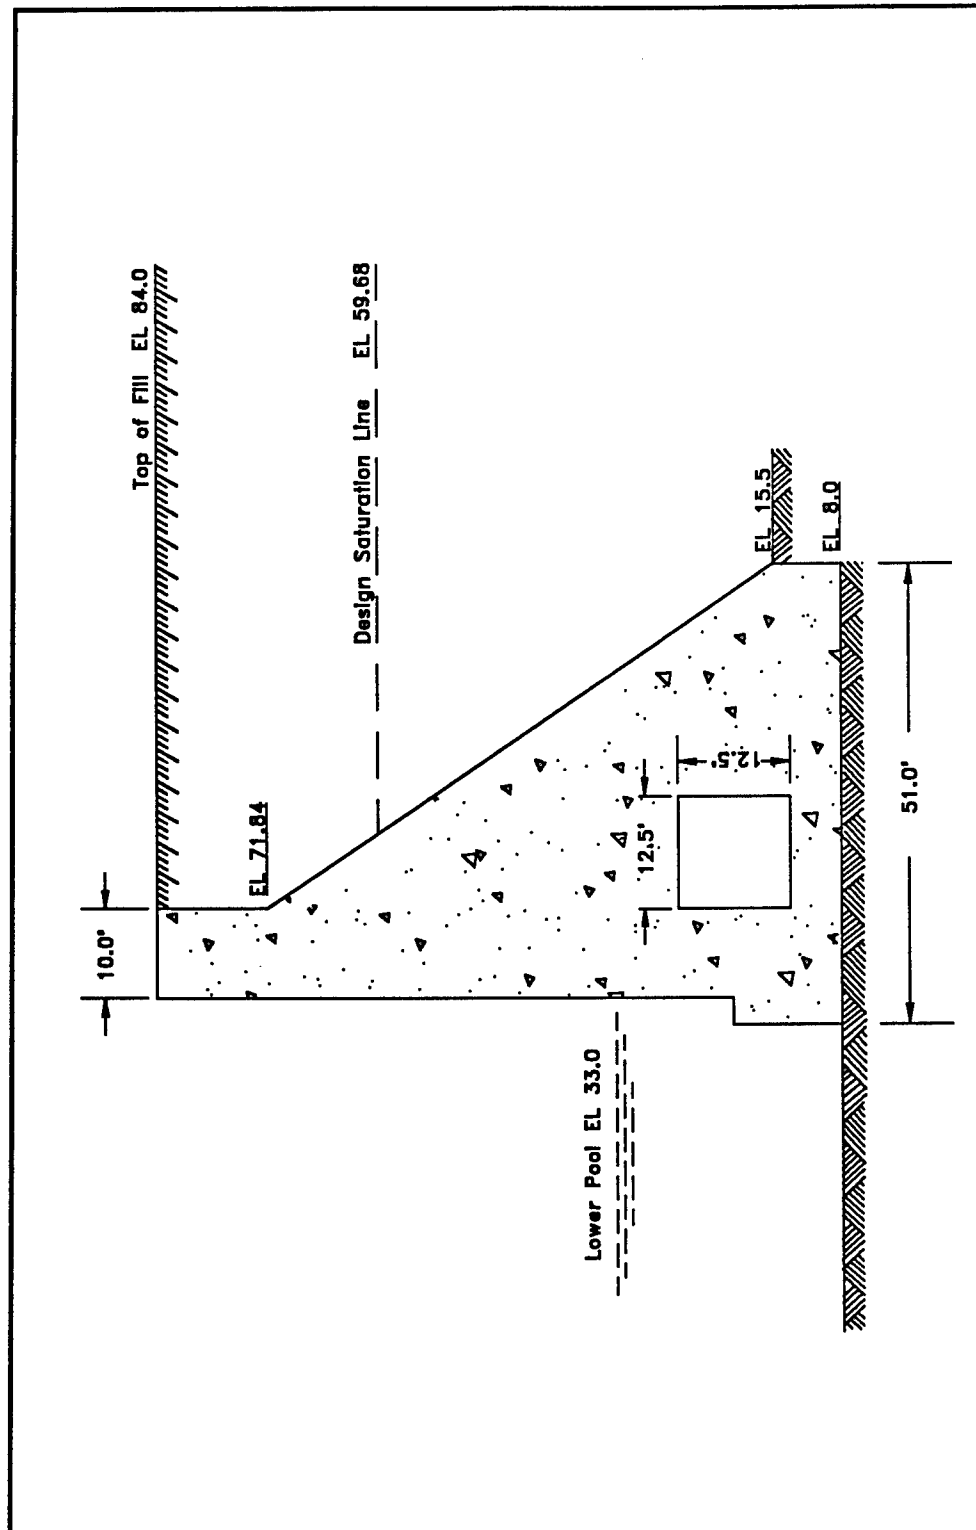 Top of Fill EL 84.0
10.0'
EL 71.84
Design Saturation Line EL 59.68
Lower Pool EL 33.0
12.5'
12.5'
EL 15.5
EL 8.0
51.0'